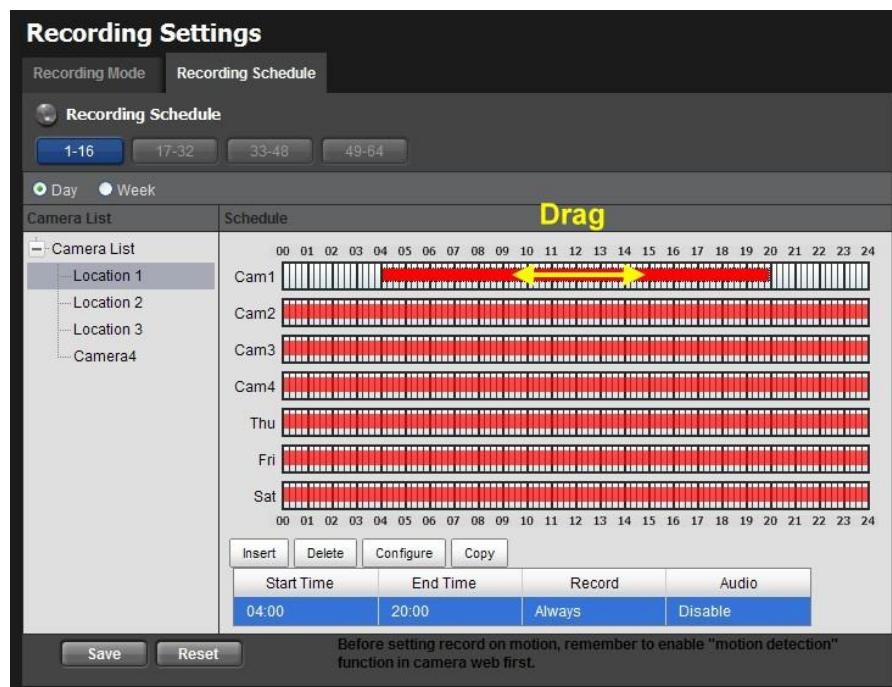 Recording Settings
Recording Mode Recording Schedule
Recording Schedule
1-16 17-32 33-48 49-64
Day Week
Camera List Schedule Drag
Camera List
Location 1
Location 2
Location 3
Camera4
00 01 02 03 04 05 06 07 08 09 10 11 12 13 14 15 16 17 18 19 20 21 22 23 24
Cam1
Cam2
Cam3
Cam4
Thu
Fri
Sat
00 01 02 03 04 05 06 07 08 09 10 11 12 13 14 15 16 17 18 19 20 21 22 23 24
Insert Delete Configure Copy
Start Time End Time Record Audio
04:00 20:00 Always Disable
Save Reset
Before setting record on motion, remember to enable "motion detection"
function in camera web first.